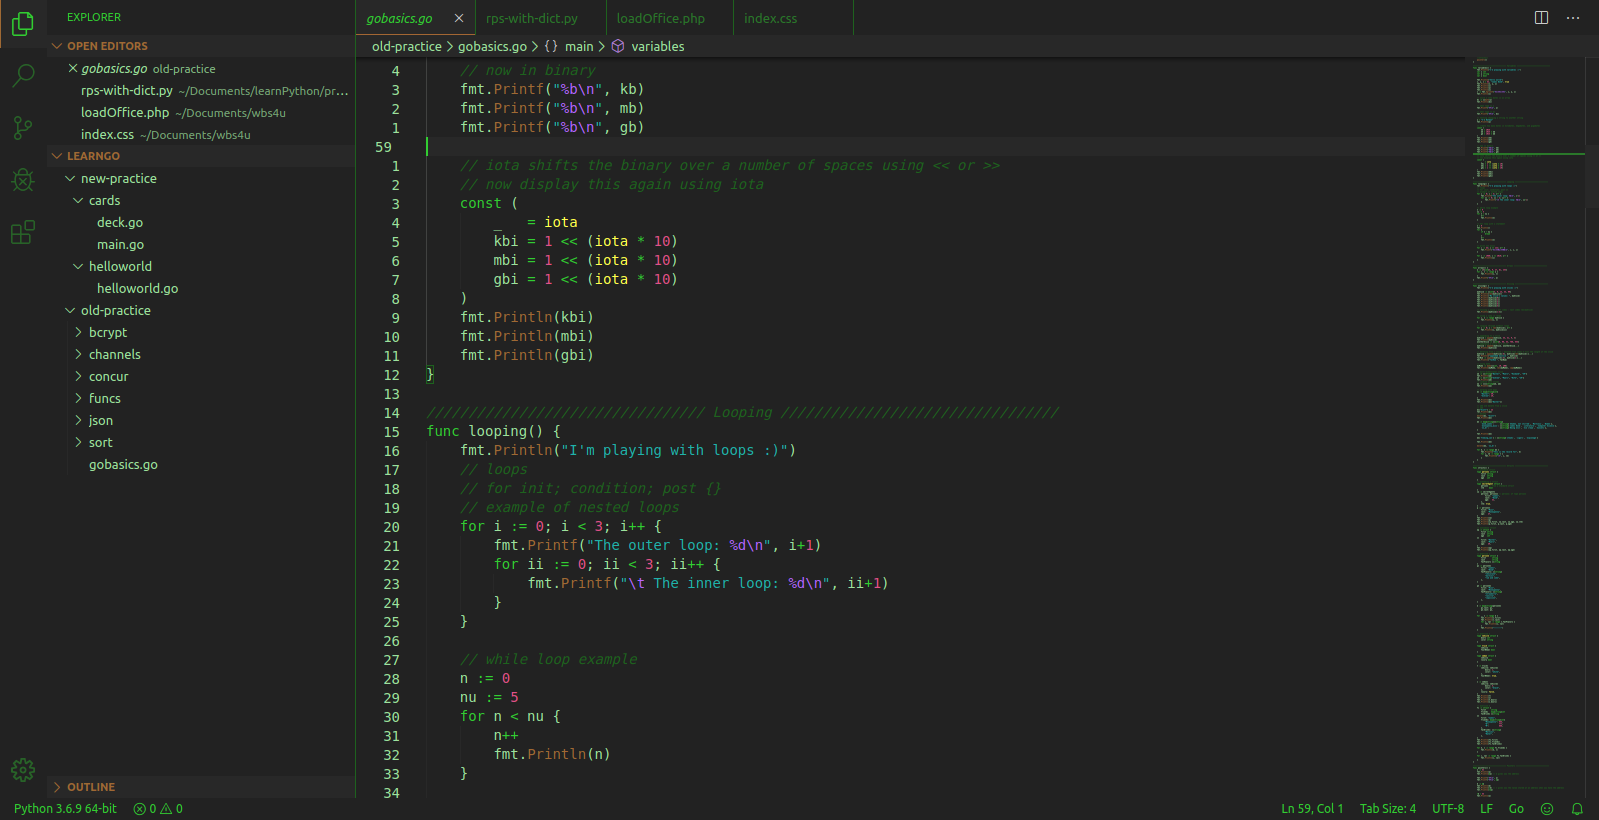 EXPLORER
OPEN EDITORS
gobasics.go old-practice
rps-with-dict.py ~/Documents/learnPython/pr...
loadOffice.php ~/Documents/wbs4u
index.css ~/Documents/wbs4u
LEARNGO
new-practice
cards
deck.go
main.go
helloworld
helloworld.go
old-practice
bcrypt
channels
concur
funcs
json
sort
gobasics.go
OUTLINE
gobasics.go rps-with-dict.py loadOffice.php index.css
old-practice > gobasics.go > {} main > variables
4 // now in binary
3 fmt.Printf("%b\n", kb)
2 fmt.Printf("%b\n", mb)
1 fmt.Printf("%b\n", gb)
59
1 // iota shifts the binary over a number of spaces using << or >>
2 // now display this again using iota
3 const (
4 _ = iota
5 kbi = 1 << (iota * 10)
6 mbi = 1 << (iota * 10)
7 gbi = 1 << (iota * 10)
8 )
9 fmt.Println(kbi)
10 fmt.Println(mbi)
11 fmt.Println(gbi)
12 }
13
14 ///////////////////////////////// Looping /////////////////////////////////
15 func looping() {
16 fmt.Println("I'm playing with loops :)")
17 // loops
18 // for init; condition; post {}
19 // example of nested loops
20 for i := 0; i < 3; i++ {
21 fmt.Printf("The outer loop: %d\n", i+1)
22 for ii := 0; ii < 3; ii++ {
23 fmt.Printf("\t The inner loop: %d\n", ii+1)
24 }
25 }
26
27 // while loop example
28 n := 0
29 nu := 5
30 for n < nu {
31 n++
32 fmt.Println(n)
33 }
34
Python 3.6.9 64-bit 0 0 Ln 59, Col 1 Tab Size: 4 UTF-8 LF Go